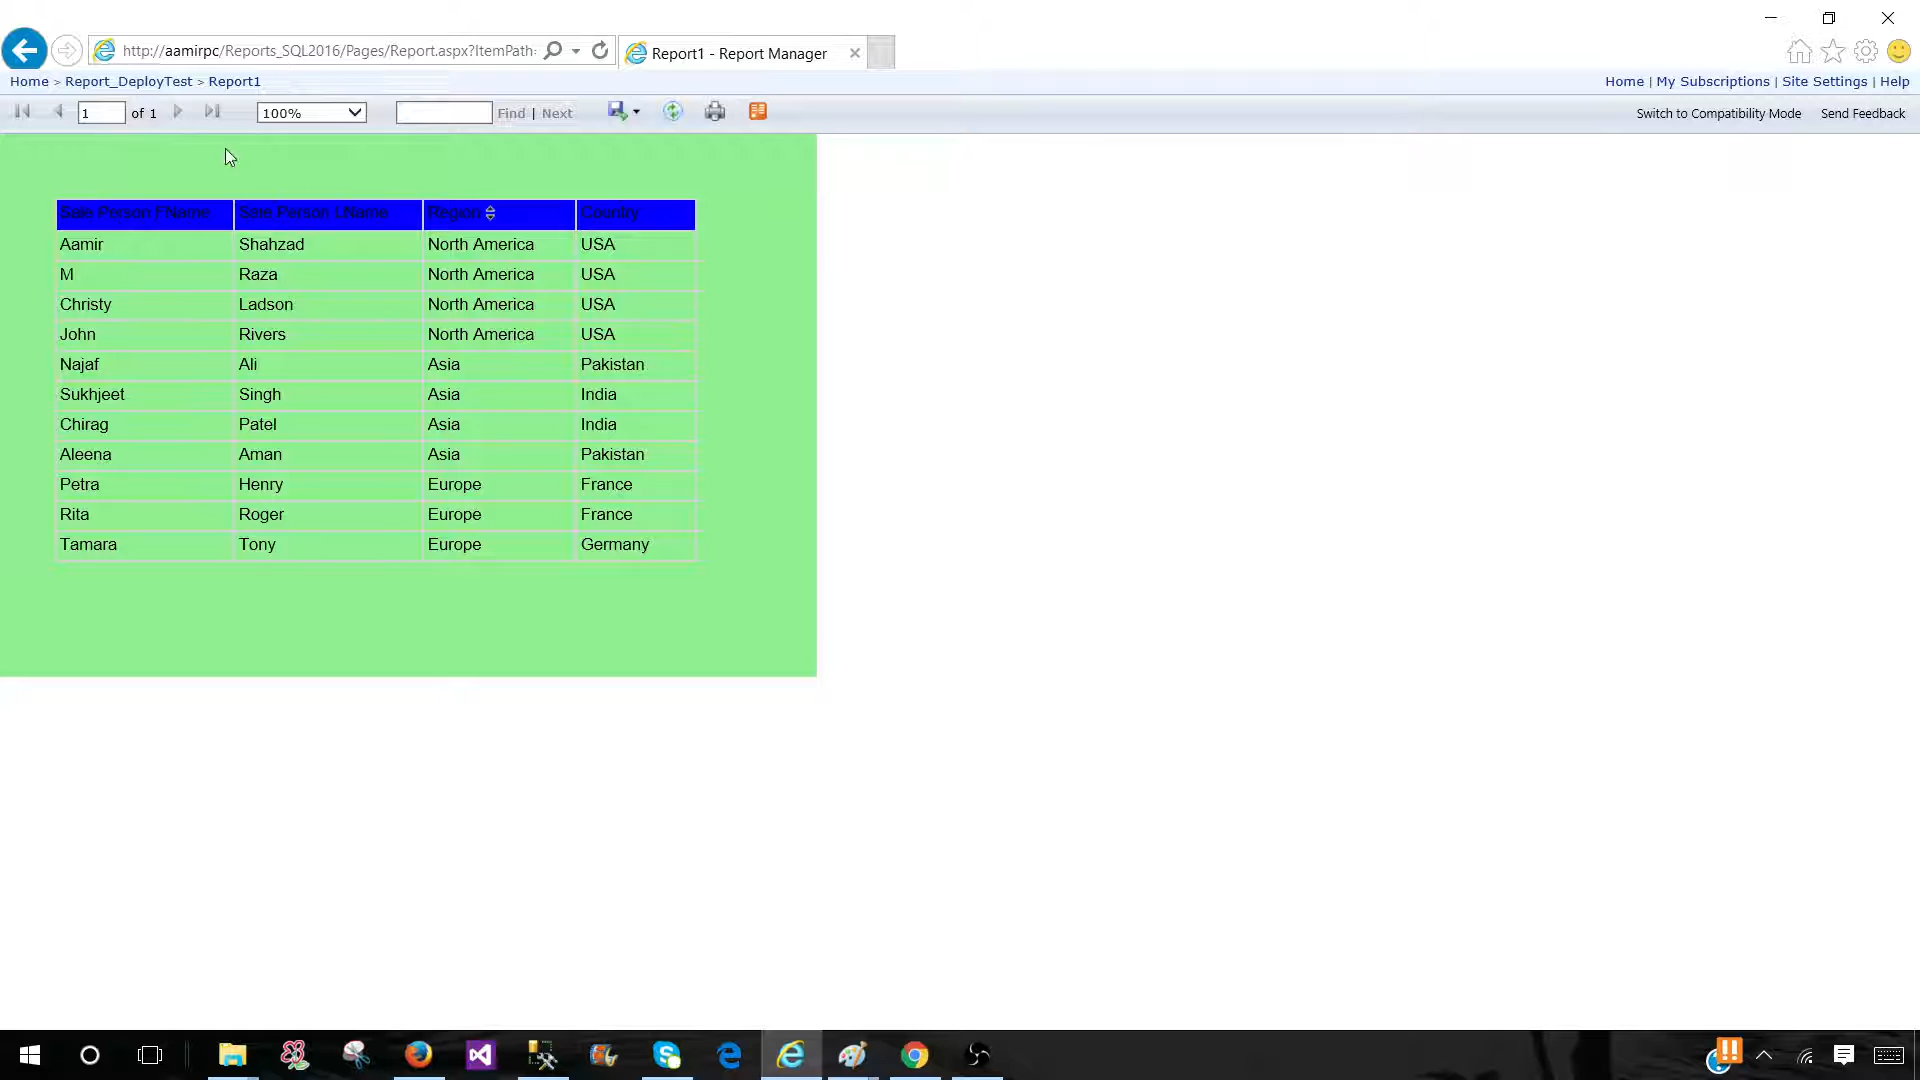 http://aamirpc/Reports_SQL2016/Pages/Report.aspx?ItemPath:
Report1 - Report Manager
Home > Report_DeployTest > Report1
Home | My Subscriptions | Site Settings | Help
1 of 1 100% Find | Next
Switch to Compatibility Mode Send Feedback
Sale Person FName Sale Person LName Region Country
Aamir Shahzad North America USA
M Raza North America USA
Christy Ladson North America USA
John Rivers North America USA
Najaf Ali Asia Pakistan
Sukhjeet Singh Asia India
Chirag Patel Asia India
Aleena Aman Asia Pakistan
Petra Henry Europe France
Rita Roger Europe France
Tamara Tony Europe Germany